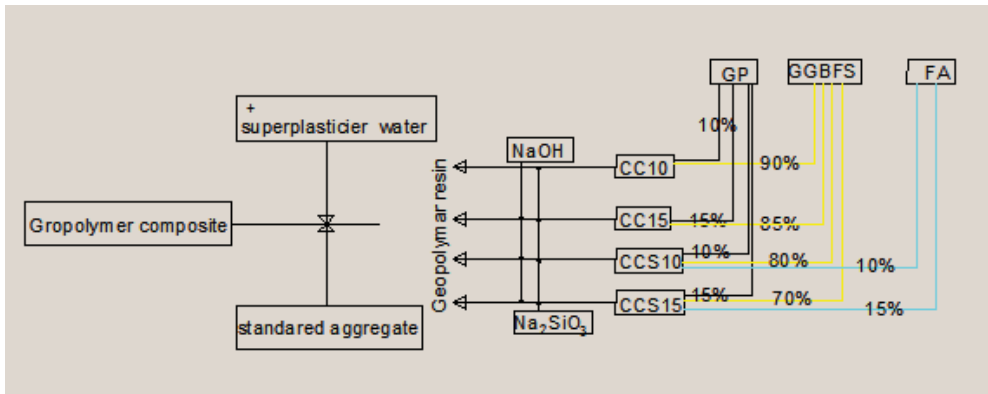 GP
GGBFS
FA
+
superplasticier water
10%
NaOH
CC10
90%
Geopolymar resin
Gropolymer composite
CC15
15%
85%
CCS10
10%
80%
10%
CCS15
15%
70%
15%
standared aggregate
Na₂SiO₃